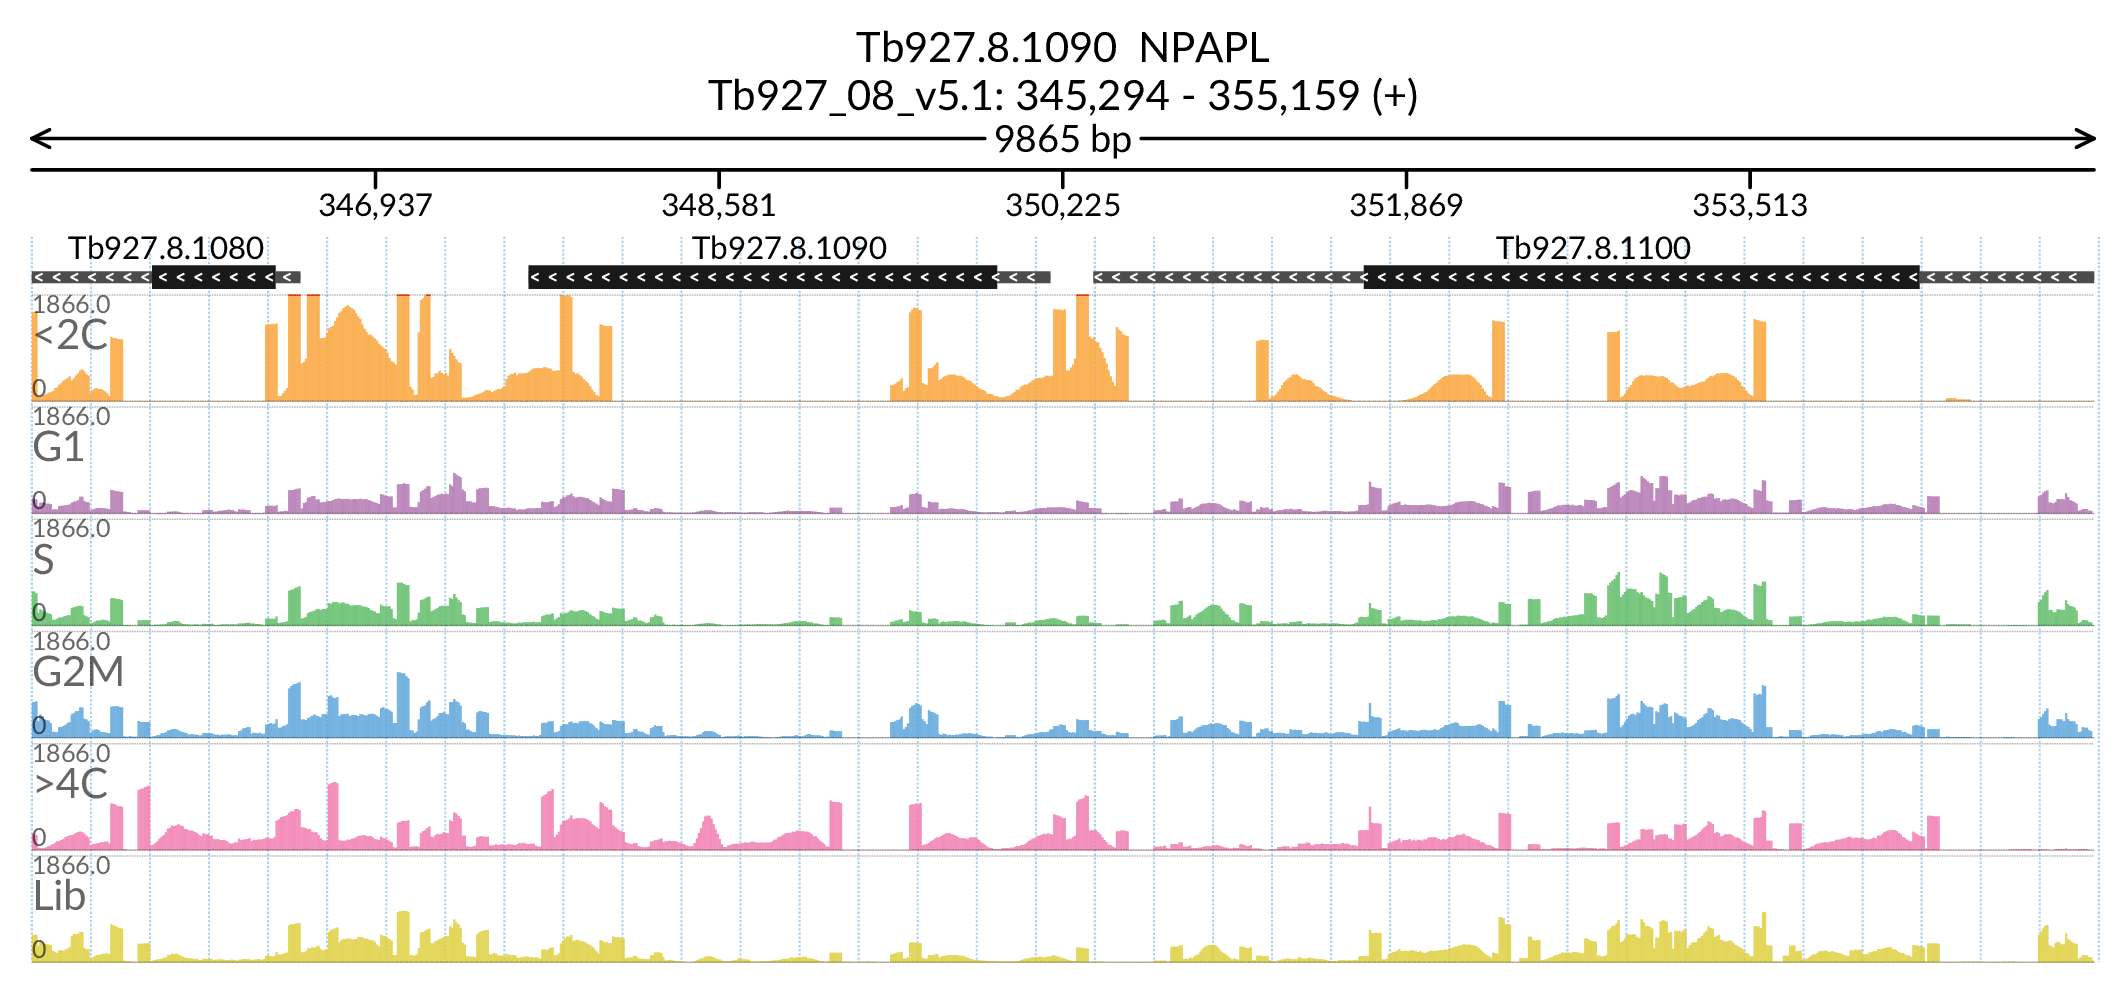 Tb927.8.1090 NPAPL
Tb927_08_v5.1: 345,294 - 355,159 (+)
9865 bp
346,937 348,581 350,225 351,869 353,513
Tb927.8.1080 Tb927.8.1090 Tb927.8.1100
1866.0
<2C
0
1866.0
G1
0
1866.0
S
0
1866.0
G2M
0
1866.0
>4C
0
1866.0
Lib
0